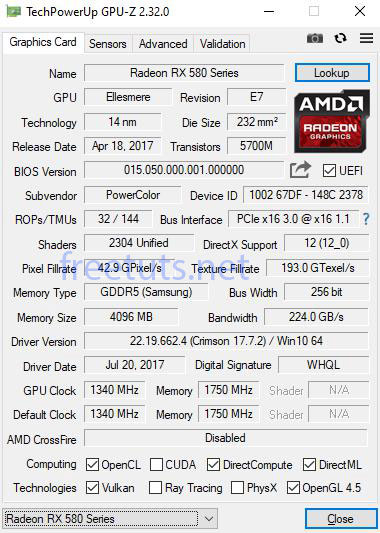 TechPowerUp GPU-Z 2.32.0
Graphics Card Sensors Advanced Validation
Name Radeon RX 580 Series Lookup
GPU Ellesmere Revision E7
AMD
RADEON
GRAPHICS
Technology 14 nm Die Size 232 mm²
Release Date Apr 18, 2017 Transistors 5700M
BIOS Version 015.050.000.001.000000 UEFI
Subvendor PowerColor Device ID 1002 67DF - 148C 2378
ROPs/TMUs 32 / 144 Bus Interface PCIe x16 3.0 @ x16 1.1 ?
Shaders 2304 Unified DirectX Support 12 (12_0)
Pixel Fillrate 42.9 GPixel/s Texture Fillrate 193.0 GTexel/s
freetuts.net
Memory Type GDDR5 (Samsung) Bus Width 256 bit
Memory Size 4096 MB Bandwidth 224.0 GB/s
Driver Version 22.19.662.4 (Crimson 17.7.2) / Win10 64
Driver Date Jul 20, 2017 Digital Signature WHQL
GPU Clock 1340 MHz Memory 1750 MHz Shader N/A
Default Clock 1340 MHz Memory 1750 MHz Shader N/A
AMD CrossFire Disabled
Computing OpenCL CUDA DirectCompute DirectML
Technologies Vulkan Ray Tracing PhysX OpenGL 4.5
Radeon RX 580 Series Close